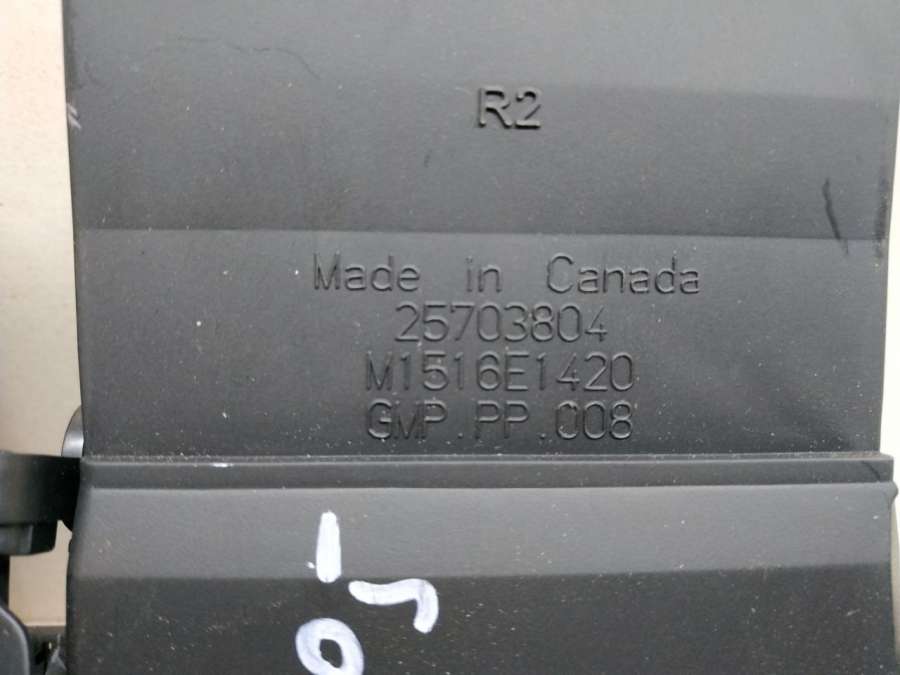 R2
Made in Canada
25703804
M1516E1420
GMP.PP.008